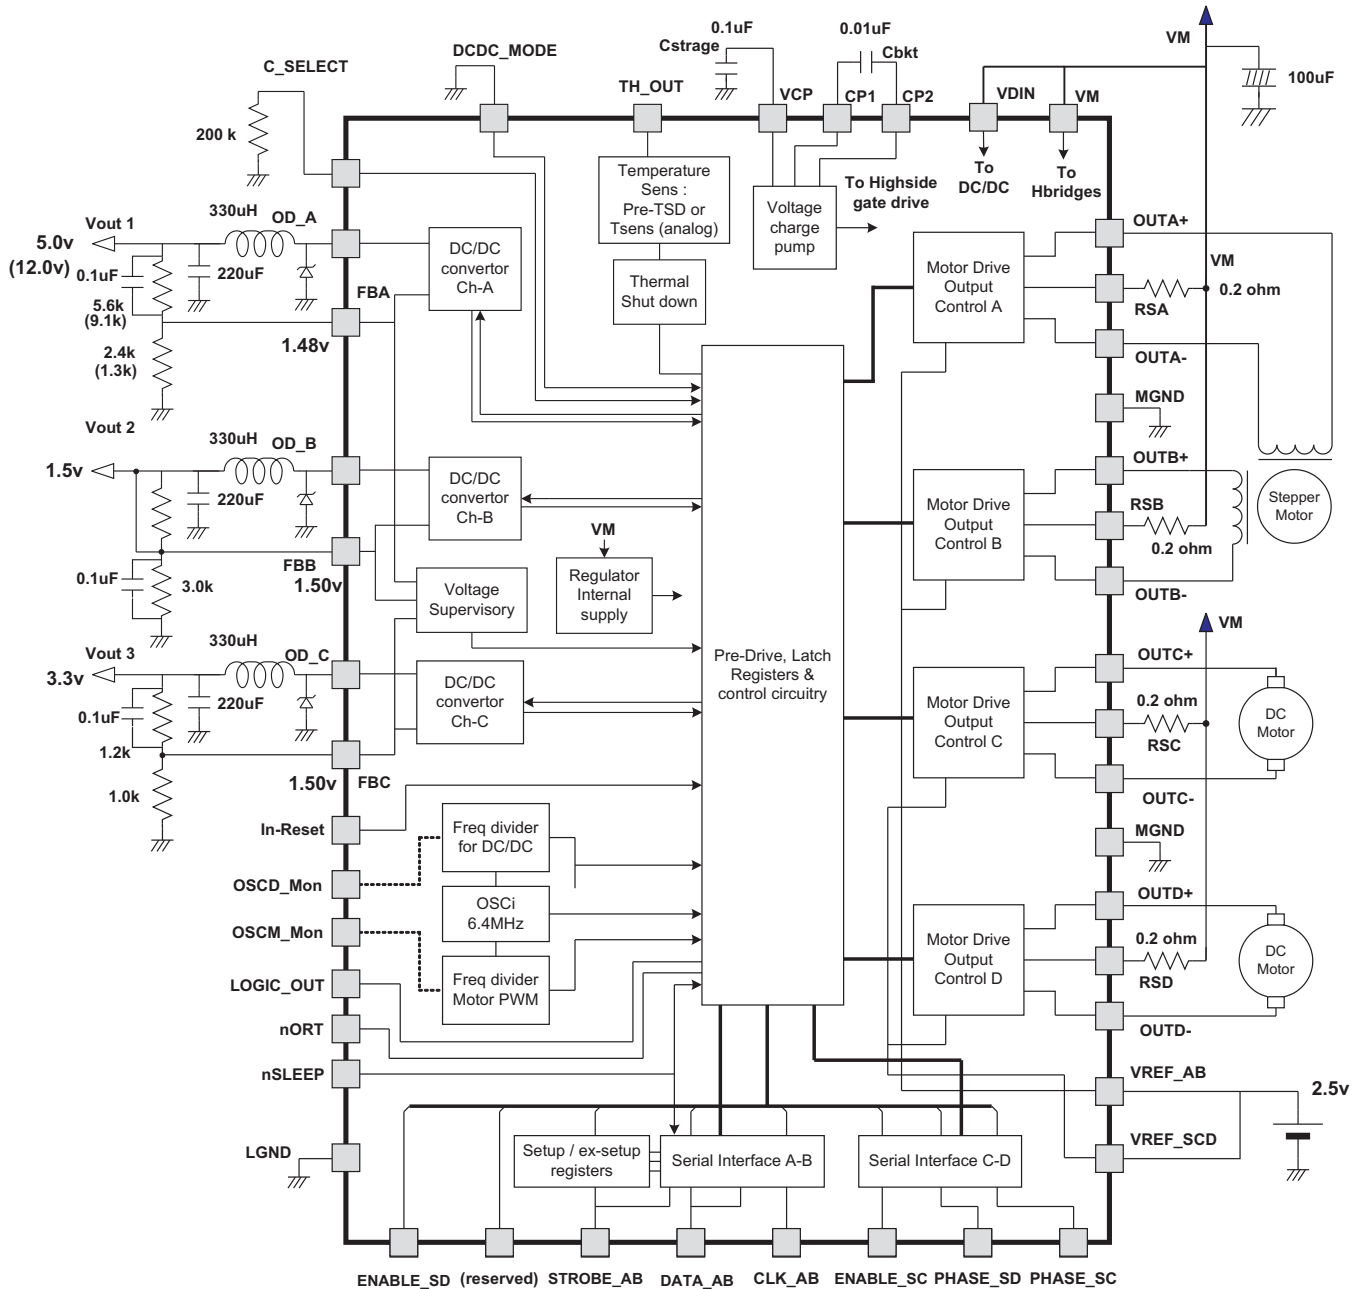 0.1uF
Cstrage
0.01uF
Cbkt
VM
100uF
DCDC_MODE
C_SELECT
TH_OUT
VCP
CP1
CP2
VDIN
VM
200 k
To
DC/DC
To
Hbridges
Temperature
Sens :
Pre-TSD or
Tsens (analog)
Voltage
charge
pump
To Highside
gate drive
Thermal
Shut down
Vout 1
330uH
OD_A
5.0v
(12.0v)
0.1uF
220uF
5.6k
(9.1k)
FBA
2.4k
(1.3k)
1.48v
DC/DC
convertor
Ch-A
Motor Drive
Output
Control A
OUTA+
VM
0.2 ohm
RSA
OUTA-
MGND
Vout 2
330uH
OD_B
1.5v
220uF
FBB
0.1uF
3.0k
1.50v
DC/DC
convertor
Ch-B
VM
Regulator
Internal
supply
Voltage
Supervisory
Motor Drive
Output
Control B
OUTB+
RSB
0.2 ohm
OUTB-
Stepper
Motor
Pre-Drive, Latch
Registers &
control circuitry
Vout 3
330uH
OD_C
3.3v
220uF
0.1uF
1.2k
1.0k
1.50v
FBC
DC/DC
convertor
Ch-C
Motor Drive
Output
Control C
VM
OUTC+
0.2 ohm
RSC
OUTC-
DC
Motor
MGND
In-Reset
OSCD_Mon
OSCM_Mon
LOGIC_OUT
nORT
nSLEEP
LGND
Freq divider
for DC/DC
OSCi
6.4MHz
Freq divider
Motor PWM
Motor Drive
Output
Control D
OUTD+
0.2 ohm
RSD
OUTD-
DC
Motor
VREF_AB
2.5v
VREF_SCD
Setup / ex-setup
registers
Serial Interface A-B
Serial Interface C-D
ENABLE_SD
(reserved)
STROBE_AB
DATA_AB
CLK_AB
ENABLE_SC
PHASE_SD
PHASE_SC